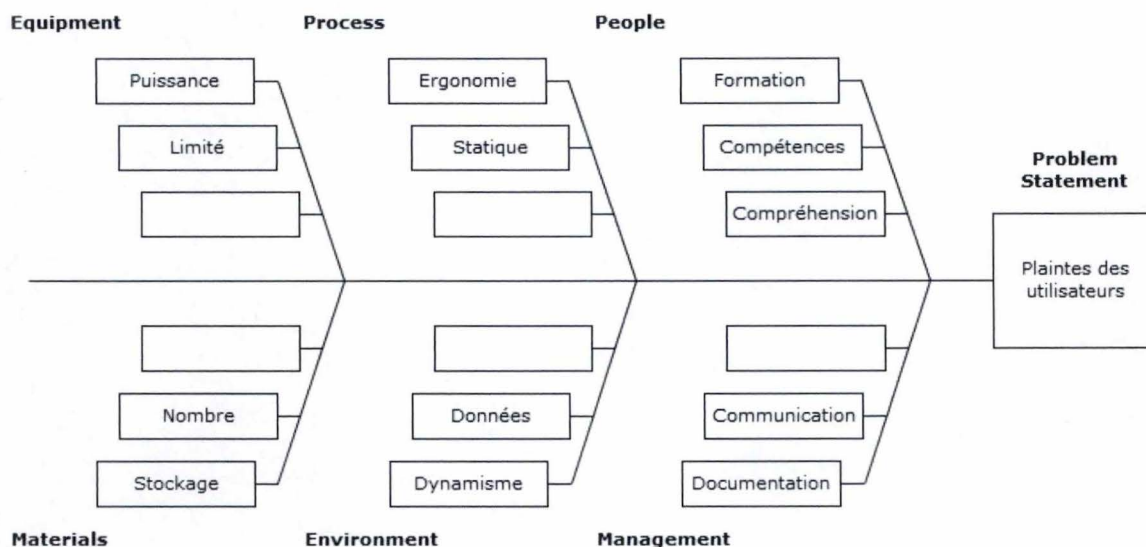 Equipment
Process
People
Puissance
Ergonomie
Formation
Limité
Statique
Compétences
Problem
Statement
Compréhension
Plaintes des
utilisateurs
Nombre
Données
Communication
Stockage
Dynamisme
Documentation
Materials
Environment
Management